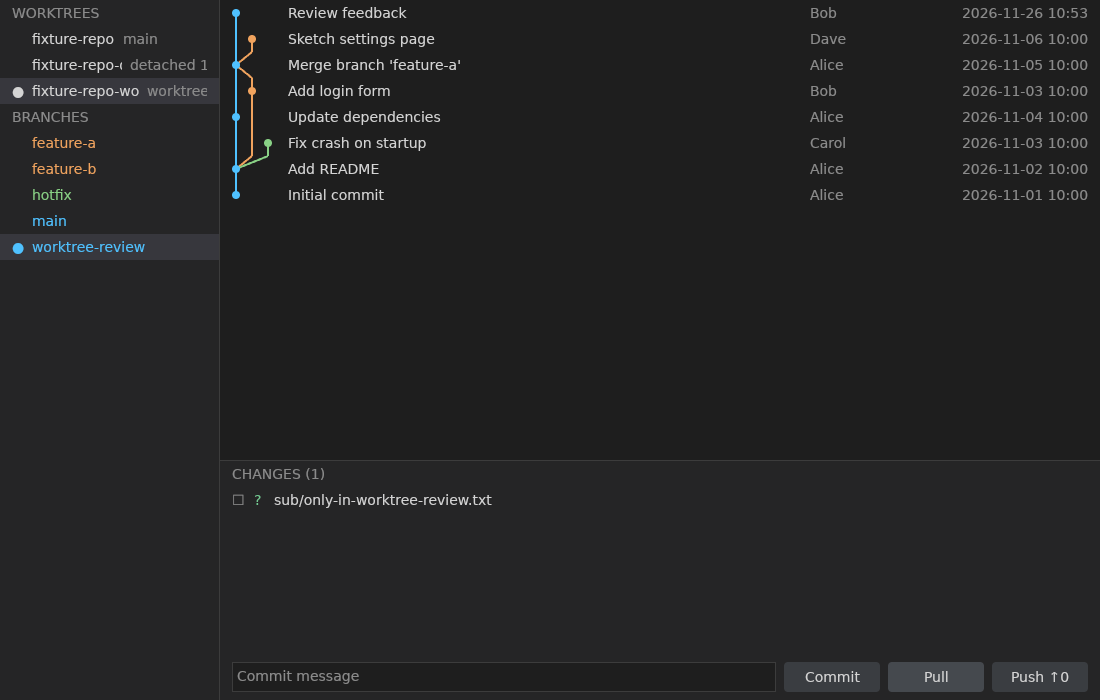 WORKTREES
fixture-repo main
fixture-repo- detached 1
fixture-repo-wo worktree
BRANCHES
feature-a
feature-b
hotfix
main
worktree-review
Review feedback Bob 2026-11-26 10:53
Sketch settings page Dave 2026-11-06 10:00
Merge branch 'feature-a' Alice 2026-11-05 10:00
Add login form Bob 2026-11-03 10:00
Update dependencies Alice 2026-11-04 10:00
Fix crash on startup Carol 2026-11-03 10:00
Add README Alice 2026-11-02 10:00
Initial commit Alice 2026-11-01 10:00
CHANGES (1)
? sub/only-in-worktree-review.txt
Commit message
Commit Pull Push ↑0